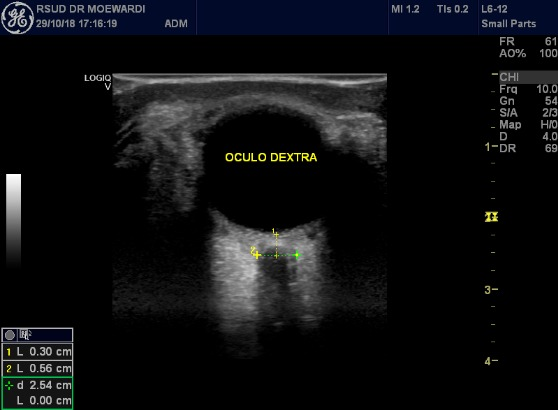 RSUD DR MOEWARDI
29/10/18 17:16:19 ADM
MI 1.2 TIs 0.2
L6-12
Small Parts
FR 61
AO% 100
CHI
Frq 10.0
Gn 54
S/A 2/3
Map H/0
D 4.0
DR 69
LOGIQ
V
OCULO DEXTRA
1
2
1
3
4
1 L 0.30 cm
2 L 0.56 cm
d 2.54 cm
L 0.00 cm